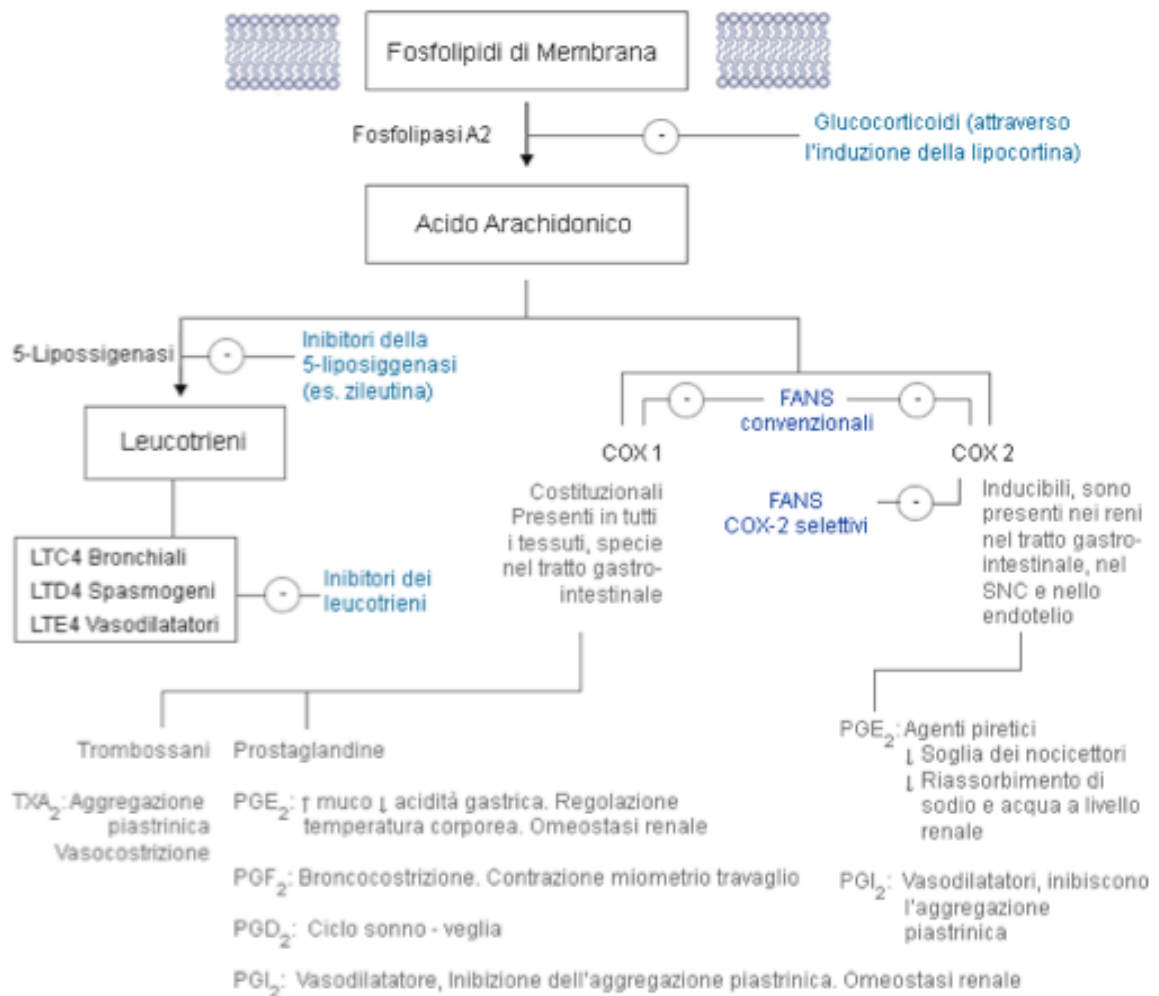 Fosfolipidi di Membrana
Fosfolipasi A2
-
Glucocorticoidi (attraverso
l'induzione della lipocortina)
Acido Arachidonico
5-Lipossigenasi
-
Inibitori della
5-liposiggenasi
(es. zileutina)
Leucotrieni
LTC4 Bronchiali
LTD4 Spasmogeni
LTE4 Vasodilatatori
-
Inibitori dei
leucotrieni
-
FANS
convenzionali
-
COX 1
COX 2
Costituzionali
Presenti in tutti
i tessuti, specie
nel tratto gastro-
intestinale
FANS
COX-2 selettivi
-
Inducibili, sono
presenti nei reni
nel tratto gastro-
intestinale, nel
SNC e nello
endotelio
Trombossani
TXA2: Aggregazione
piastrinica
Vasocostrizione
Prostaglandine
PGE2: ↑ muco ↓ acidità gastrica. Regolazione
temperatura corporea. Omeostasi renale
PGF2: Broncocostrizione. Contrazione miometrio travaglio
PGD2: Ciclo sonno - veglia
PGI2: Vasodilatatore, Inibizione dell'aggregazione piastrinica. Omeostasi renale
PGE2: Agenti piretici
↓ Soglia dei nocicettori
↓ Riassorbimento di
sodio e acqua a livello
renale
PGI2: Vasodilatatori, inibiscono
l'aggregazione
piastrinica